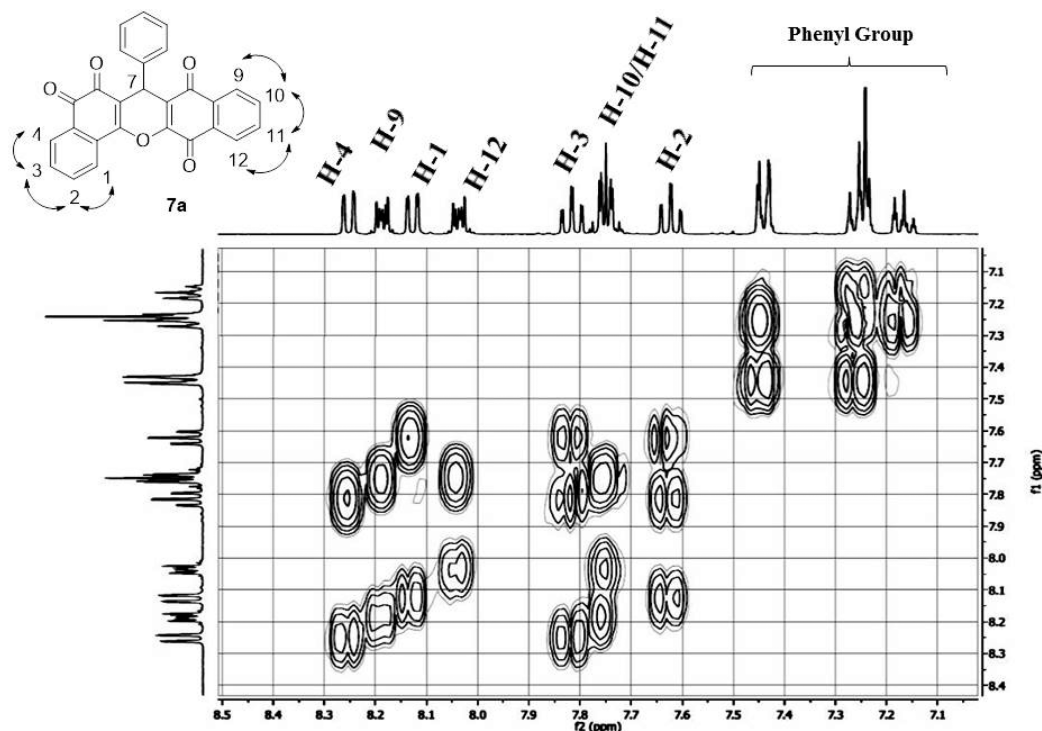 Phenyl Group
H-4
H-9
H-1
H-12
H-3
H-10/H-11
H-2
O
O
7
O
9
10
11
12
O
O
4
3
2
1
7a
7.1
7.2
7.3
7.4
7.5
7.6
7.7
7.8
7.9
8.0
8.1
8.2
8.3
8.4
f1 (ppm)
8.5 8.4 8.3 8.2 8.1 8.0 7.9 7.8 7.7 7.6 7.5 7.4 7.3 7.2 7.1
f2 (ppm)